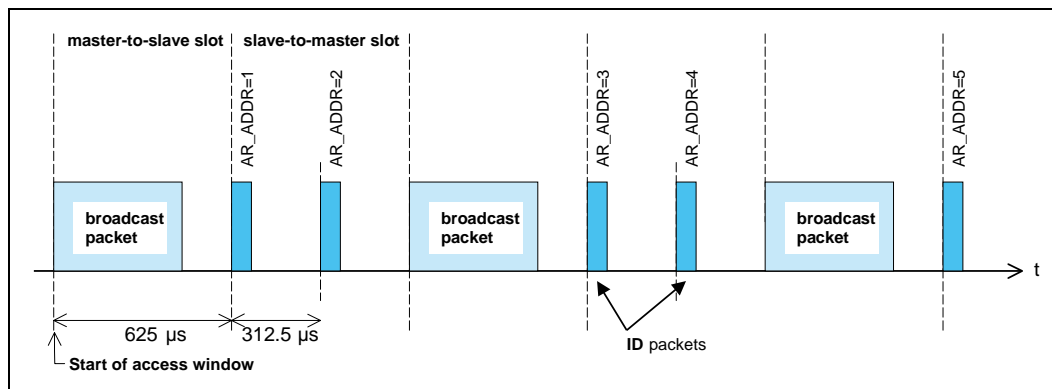 master-to-slave slot
slave-to-master slot
AR_ADDR=1
AR_ADDR=2
AR_ADDR=3
AR_ADDR=4
AR_ADDR=5
broadcast
packet
broadcast
packet
broadcast
packet
t
625 µs
312.5 µs
ID packets
Start of access window